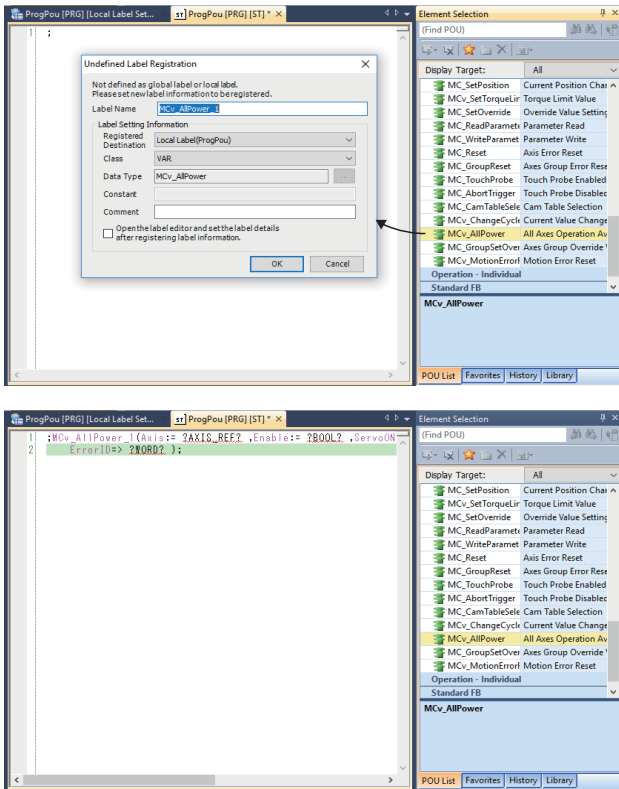 ProgPou [PRG] [Local Label Set...
ST ProgPou [PRG] [ST] * ×
Element Selection
(Find POU)
1 ;
Display Target: All
MC_SetPosition Current Position Char
MCv_SetTorqueLir Torque Limit Value
MC_SetOverride Override Value Setting
MC_ReadParamete Parameter Read
MC_WriteParamet Parameter Write
MC_Reset Axis Error Reset
MC_GroupReset Axes Group Error Rese
MC_TouchProbe Touch Probe Enabled
MC_AbortTrigger Touch Probe Disabled
MC_CamTableSele Cam Table Selection
MCv_ChangeCycle Current Value Change
MCv_AllPower All Axes Operation Av
MC_GroupSetOver Axes Group Override
MCv_MotionErrorF Motion Error Reset
Operation - Individual
Standard FB
MCv_AllPower
POU List Favorites History Library
Undefined Label Registration
Not defined as global label or local label.
Please set new label information to be registered.
Label Name MCv_AllPower_1
Label Setting Information
Registered
Destination Local Label(ProgPou)
Class VAR
Data Type MCv_AllPower ...
Constant
Comment
Open the label editor and set the label details
after registering label information.
OK Cancel
ProgPou [PRG] [Local Label Set...
ST ProgPou [PRG] [ST] * ×
Element Selection
(Find POU)
1 ;MCv_AllPower_1(Axis:= ?AXIS_REF? ,Enable:= ?BOOL? ,ServoON
2 ErrorID=> ?WORD? );
Display Target: All
MC_SetPosition Current Position Char
MCv_SetTorqueLir Torque Limit Value
MC_SetOverride Override Value Setting
MC_ReadParamete Parameter Read
MC_WriteParamet Parameter Write
MC_Reset Axis Error Reset
MC_GroupReset Axes Group Error Rese
MC_TouchProbe Touch Probe Enabled
MC_AbortTrigger Touch Probe Disabled
MC_CamTableSele Cam Table Selection
MCv_ChangeCycle Current Value Change
MCv_AllPower All Axes Operation Av
MC_GroupSetOver Axes Group Override
MCv_MotionErrorF Motion Error Reset
Operation - Individual
Standard FB
MCv_AllPower
POU List Favorites History Library